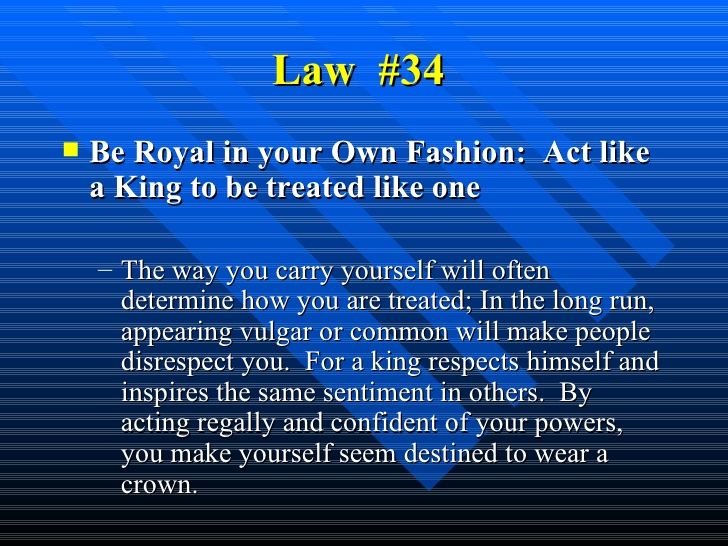 Law #34
Be Royal in your Own Fashion: Act like
a King to be treated like one
– The way you carry yourself will often
determine how you are treated; In the long run,
appearing vulgar or common will make people
disrespect you. For a king respects himself and
inspires the same sentiment in others. By
acting regally and confident of your powers,
you make yourself seem destined to wear a
crown.